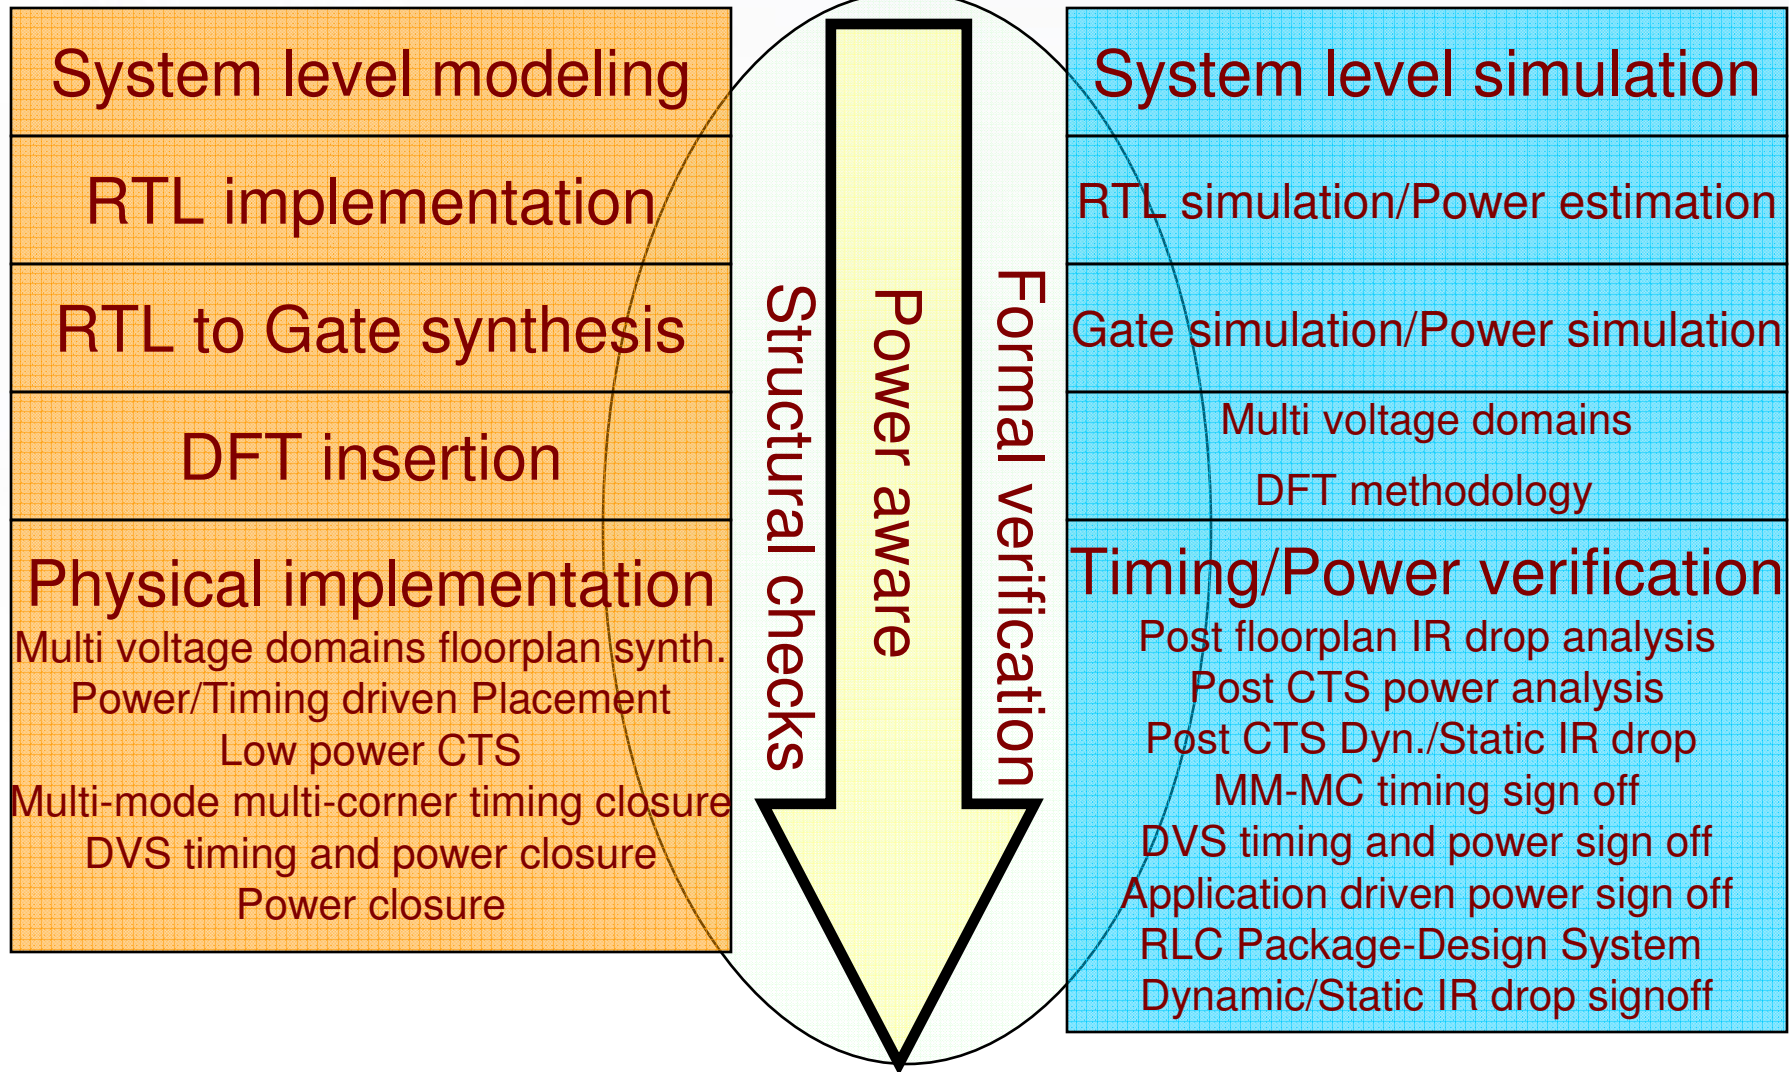 System level modeling
RTL implementation
RTL to Gate synthesis
DFT insertion
Physical implementation
Multi voltage domains floorplan synth.
Power/Timing driven Placement
Low power CTS
Multi-mode multi-corner timing closure
DVS timing and power closure
Power closure
Structural checks
Power aware
Formal verification
System level simulation
RTL simulation/Power estimation
Gate simulation/Power simulation
Multi voltage domains
DFT methodology
Timing/Power verification
Post floorplan IR drop analysis
Post CTS power analysis
Post CTS Dyn./Static IR drop
MM-MC timing sign off
DVS timing and power sign off
Application driven power sign off
RLC Package-Design System
Dynamic/Static IR drop signoff